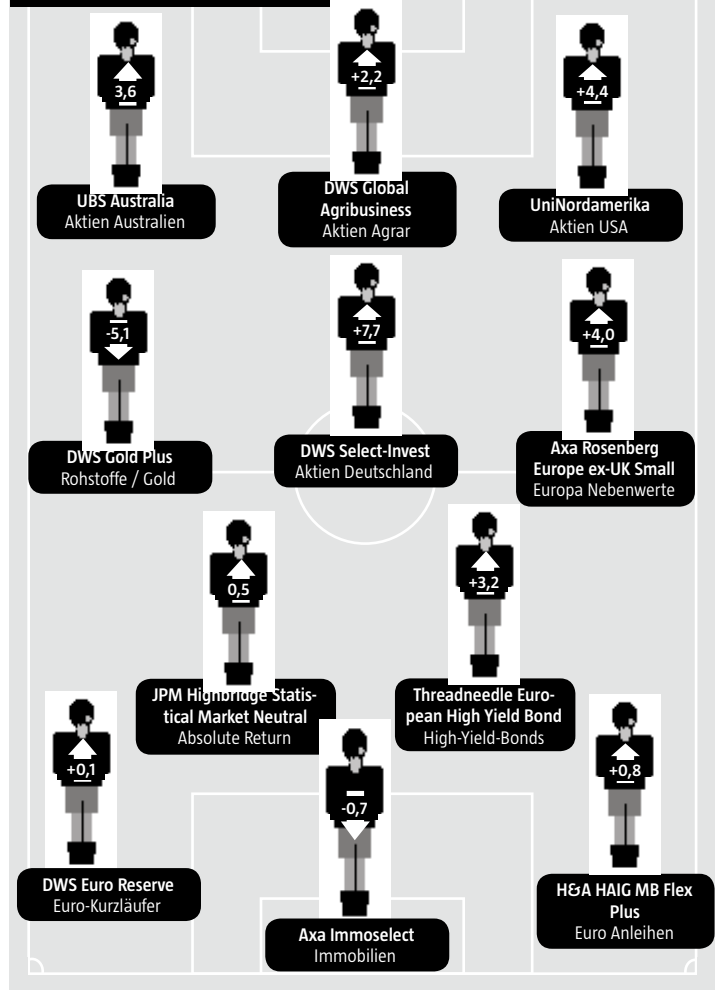 3,6
UBS Australia
Aktien Australien
+2,2
DWS Global
Agribusiness
Aktien Agrar
+4,4
UniNordamerika
Aktien USA
-5,1
DWS Gold Plus
Rohstoffe / Gold
+7,7
DWS Select-Invest
Aktien Deutschland
+4,0
Axa Rosenberg
Europe ex-UK Small
Europa Nebenwerte
0,5
JPM Highbridge Statis-
tical Market Neutral
Absolute Return
+3,2
Threadneedle Euro-
pean High Yield Bond
High-Yield-Bonds
+0,1
DWS Euro Reserve
Euro-Kurzläufer
-0,7
Axa Immoselect
Immobilien
+0,8
H&A HAIG MB Flex
Plus
Euro Anleihen